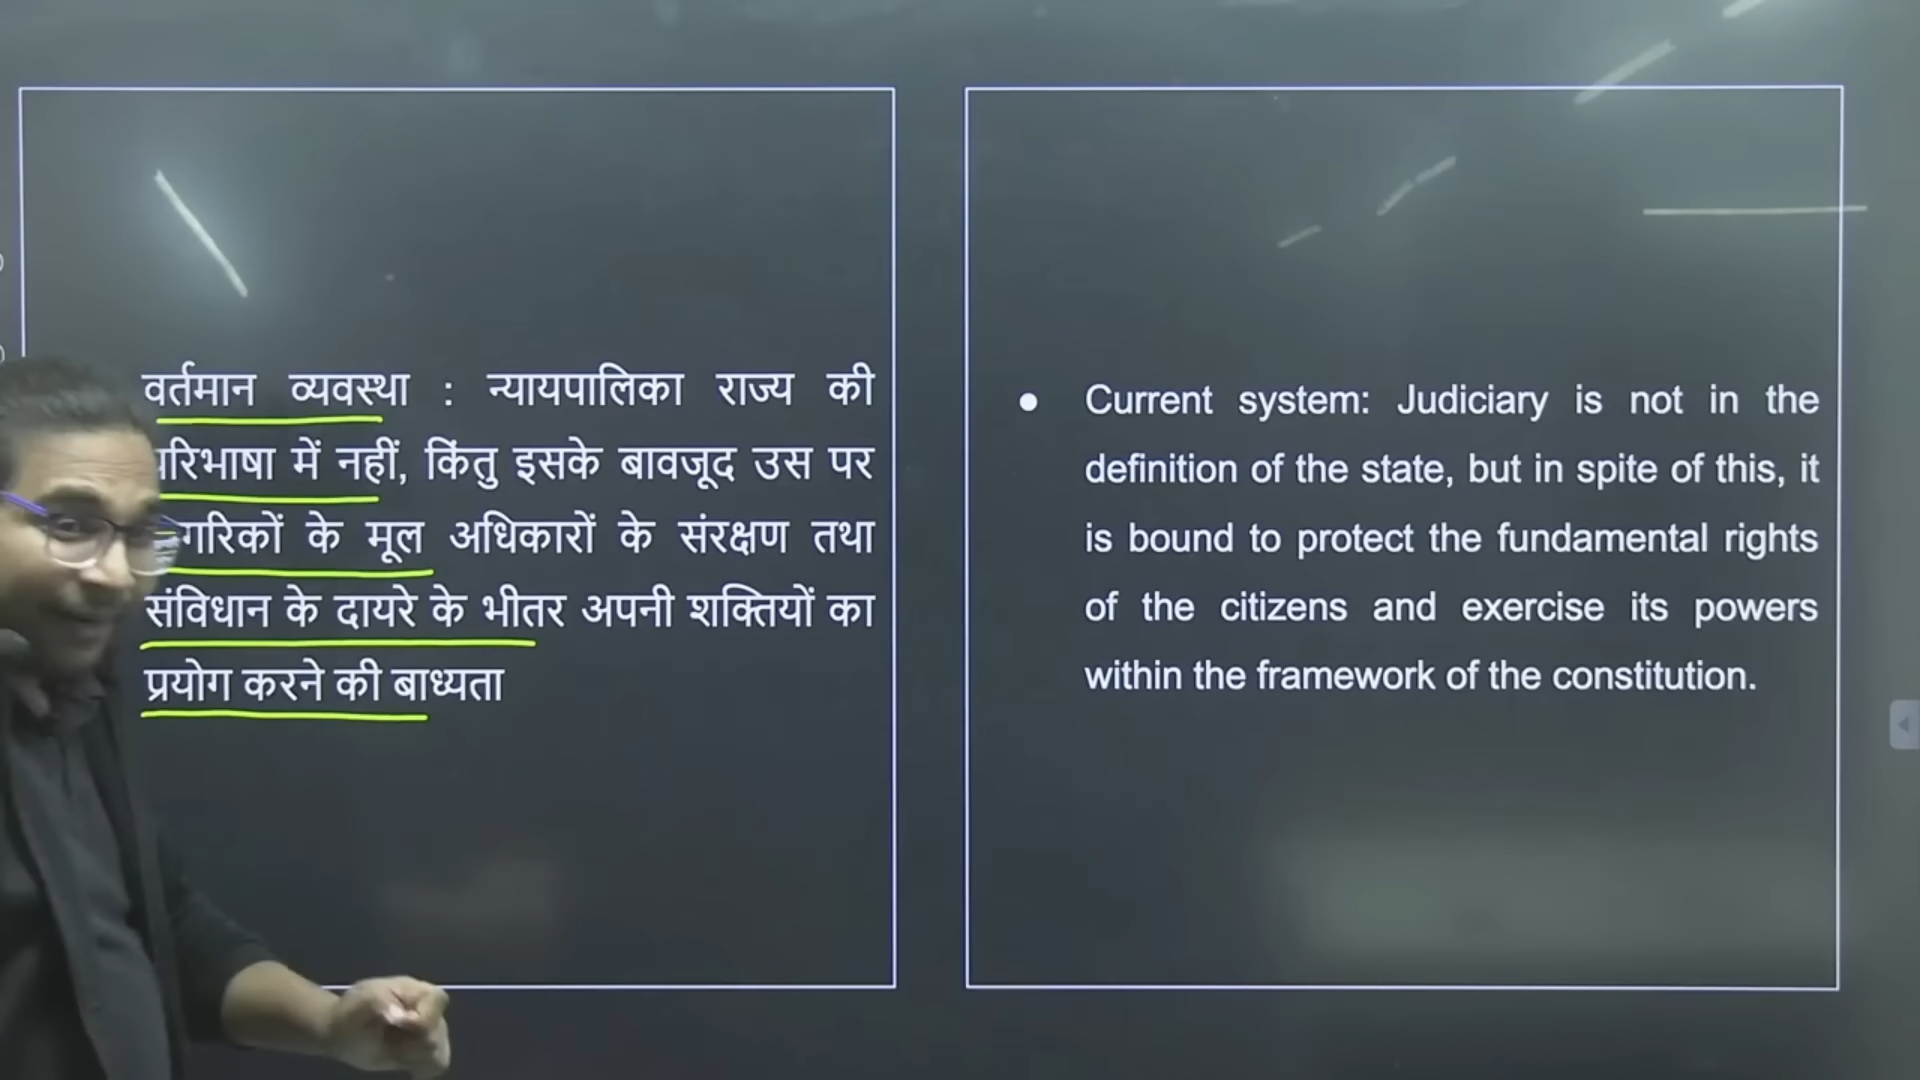 वर्तमान व्यवस्था : न्यायपालिका राज्य की
परिभाषा में नहीं, किंतु इसके बावजूद उस पर
के मूल अधिकारों के संरक्षण तथा
संविधान के दायरे के भीतर अपनी शक्तियों का
प्रयोग करने की बाध्यता
● Current system: Judiciary is not in the
definition of the state, but in spite of this, it
is bound to protect the fundamental rights
of the citizens and exercise its powers
within the framework of the constitution.